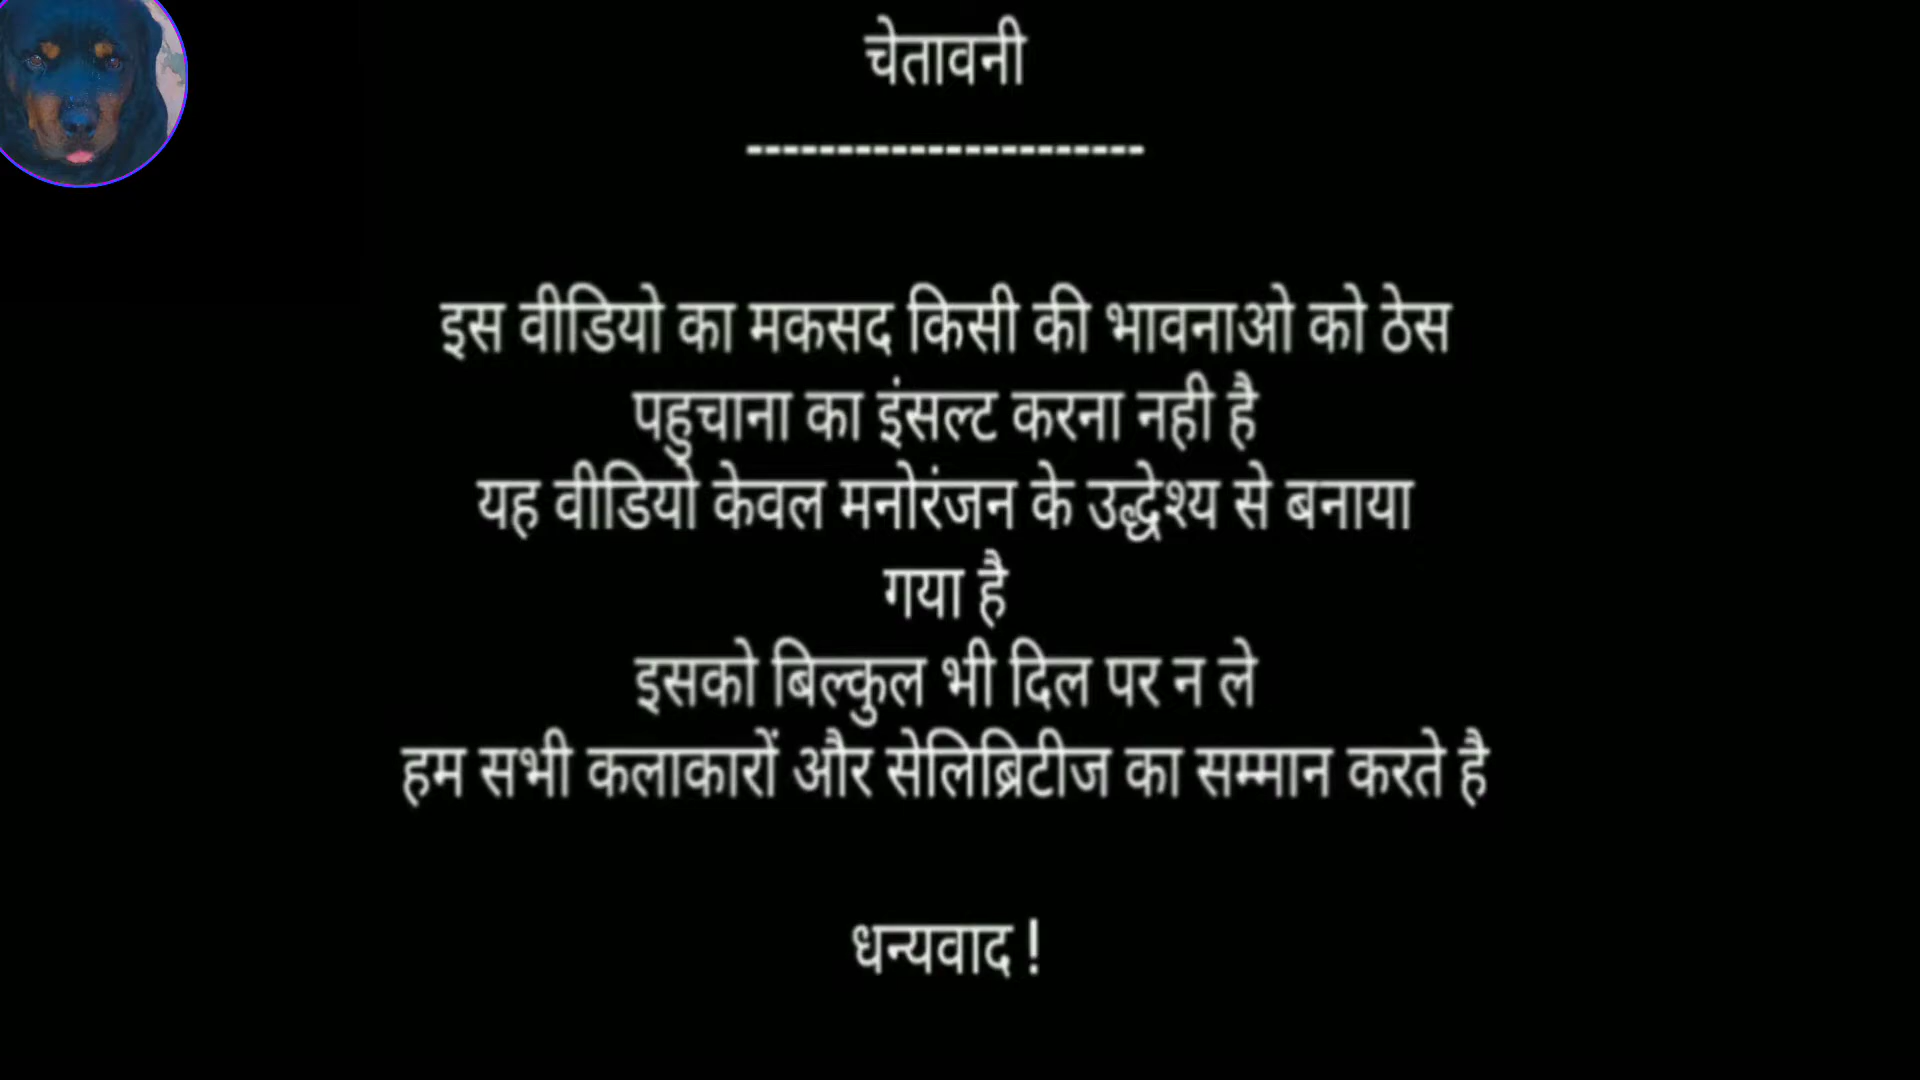 चेतावनी
----------------------
इस वीडियो का मकसद किसी की भावनाओ को ठेस
पहुचाना का इंसल्ट करना नही है
यह वीडियो केवल मनोरंजन के उद्धेश्य से बनाया
गया है
इसको बिल्कुल भी दिल पर न ले
हम सभी कलाकारों और सेलिब्रिटीज का सम्मान करते है
धन्यवाद !